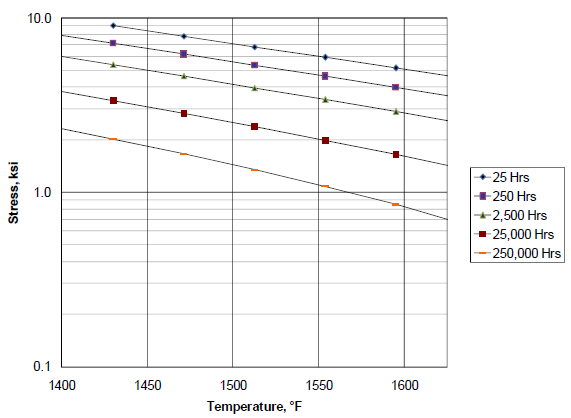 10.0
1.0
0.1
Stress, ksi
1400 1450 1500 1550 1600
Temperature, °F
25 Hrs
250 Hrs
2,500 Hrs
25,000 Hrs
250,000 Hrs